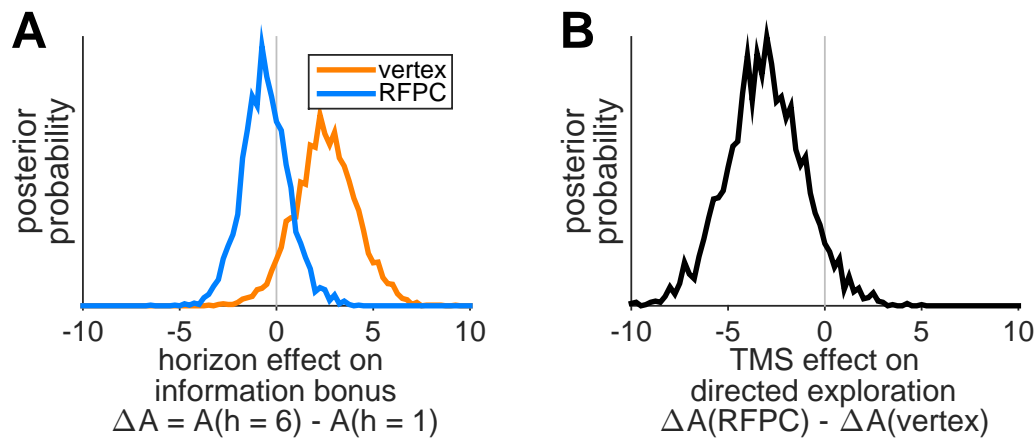 A
posterior
probability
vertex
RFPC
-10 -5 0 5 10
horizon effect on
information bonus
ΔA = A(h = 6) - A(h = 1)
B
posterior
probability
-10 -5 0 5 10
TMS effect on
directed exploration
ΔA(RFPC) - ΔA(vertex)